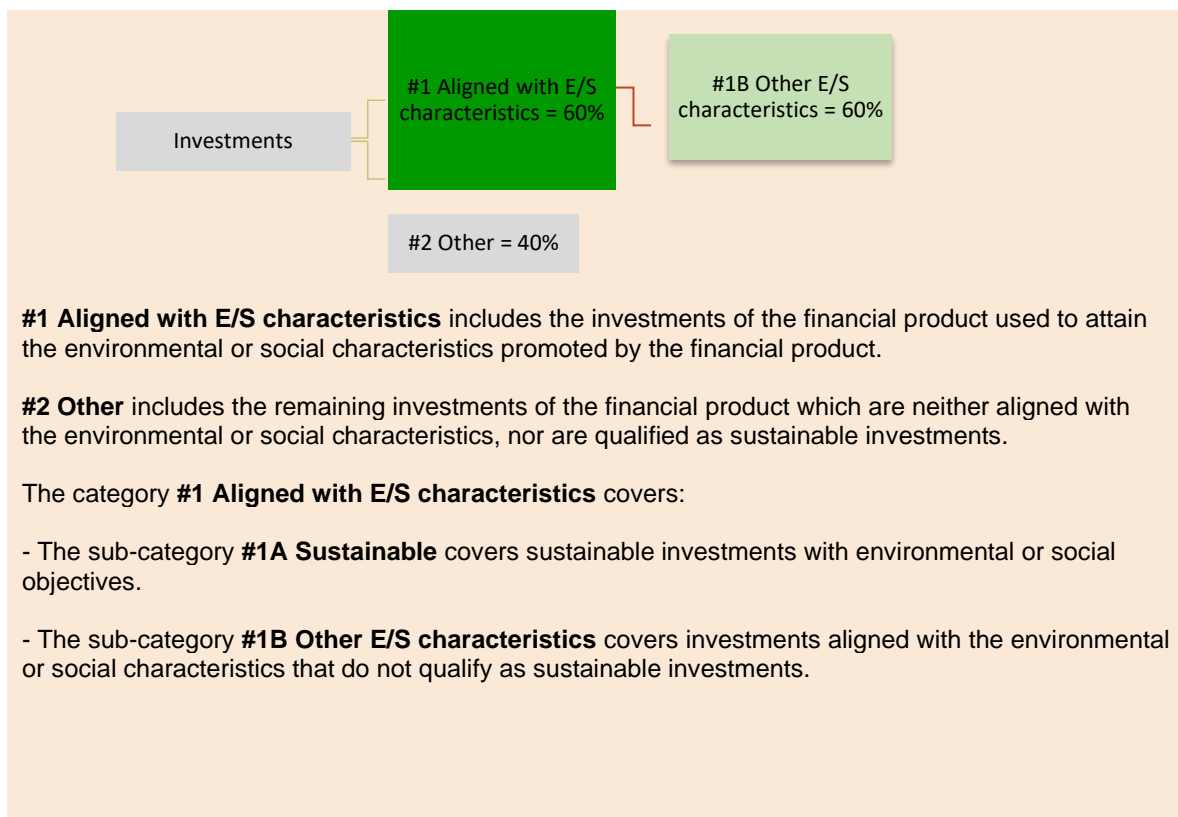 #1 Aligned with E/S
characteristics = 60%
#1B Other E/S
characteristics = 60%
Investments
#2 Other = 40%
#1 Aligned with E/S characteristics includes the investments of the financial product used to attain
the environmental or social characteristics promoted by the financial product.
#2 Other includes the remaining investments of the financial product which are neither aligned with
the environmental or social characteristics, nor are qualified as sustainable investments.
The category #1 Aligned with E/S characteristics covers:
- The sub-category #1A Sustainable covers sustainable investments with environmental or social
objectives.
- The sub-category #1B Other E/S characteristics covers investments aligned with the environmental
or social characteristics that do not qualify as sustainable investments.